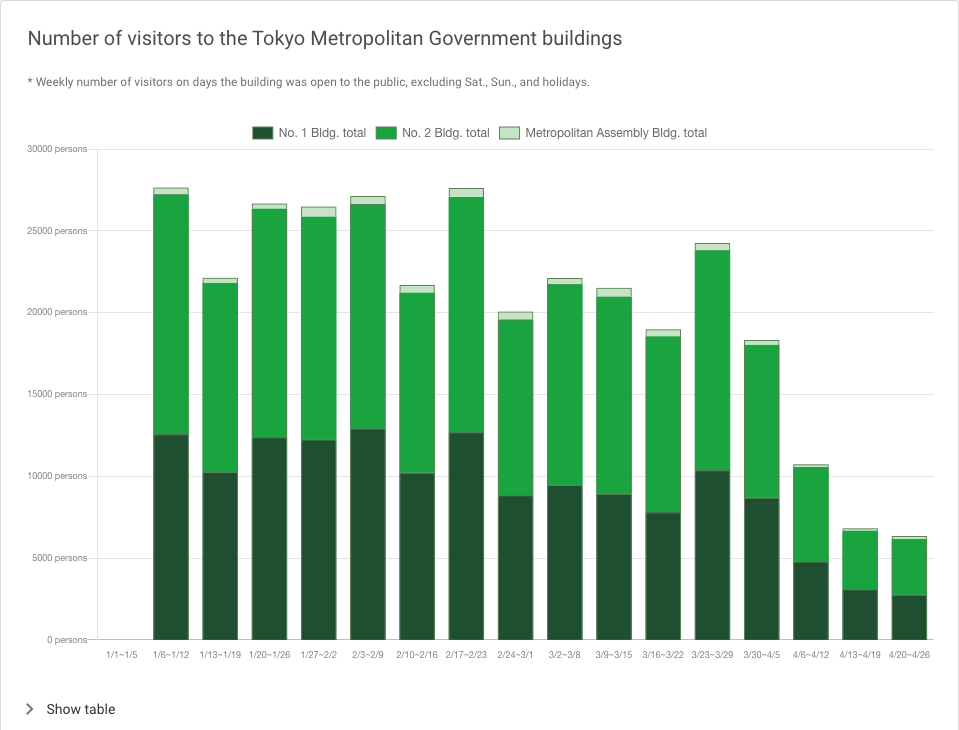 Number of visitors to the Tokyo Metropolitan Government buildings
* Weekly number of visitors on days the building was open to the public, excluding Sat., Sun., and holidays.
No. 1 Bldg. total No. 2 Bldg. total Metropolitan Assembly Bldg. total
30000 persons
25000 persons
20000 persons
15000 persons
10000 persons
5000 persons
0 persons
1/1~1/5 1/6~1/12 1/13~1/19 1/20~1/26 1/27~2/2 2/3~2/9 2/10~2/16 2/17~2/23 2/24~3/1 3/2~3/8 3/9~3/15 3/16~3/22 3/23~3/29 3/30~4/5 4/6~4/12 4/13~4/19 4/20~4/26
Show table